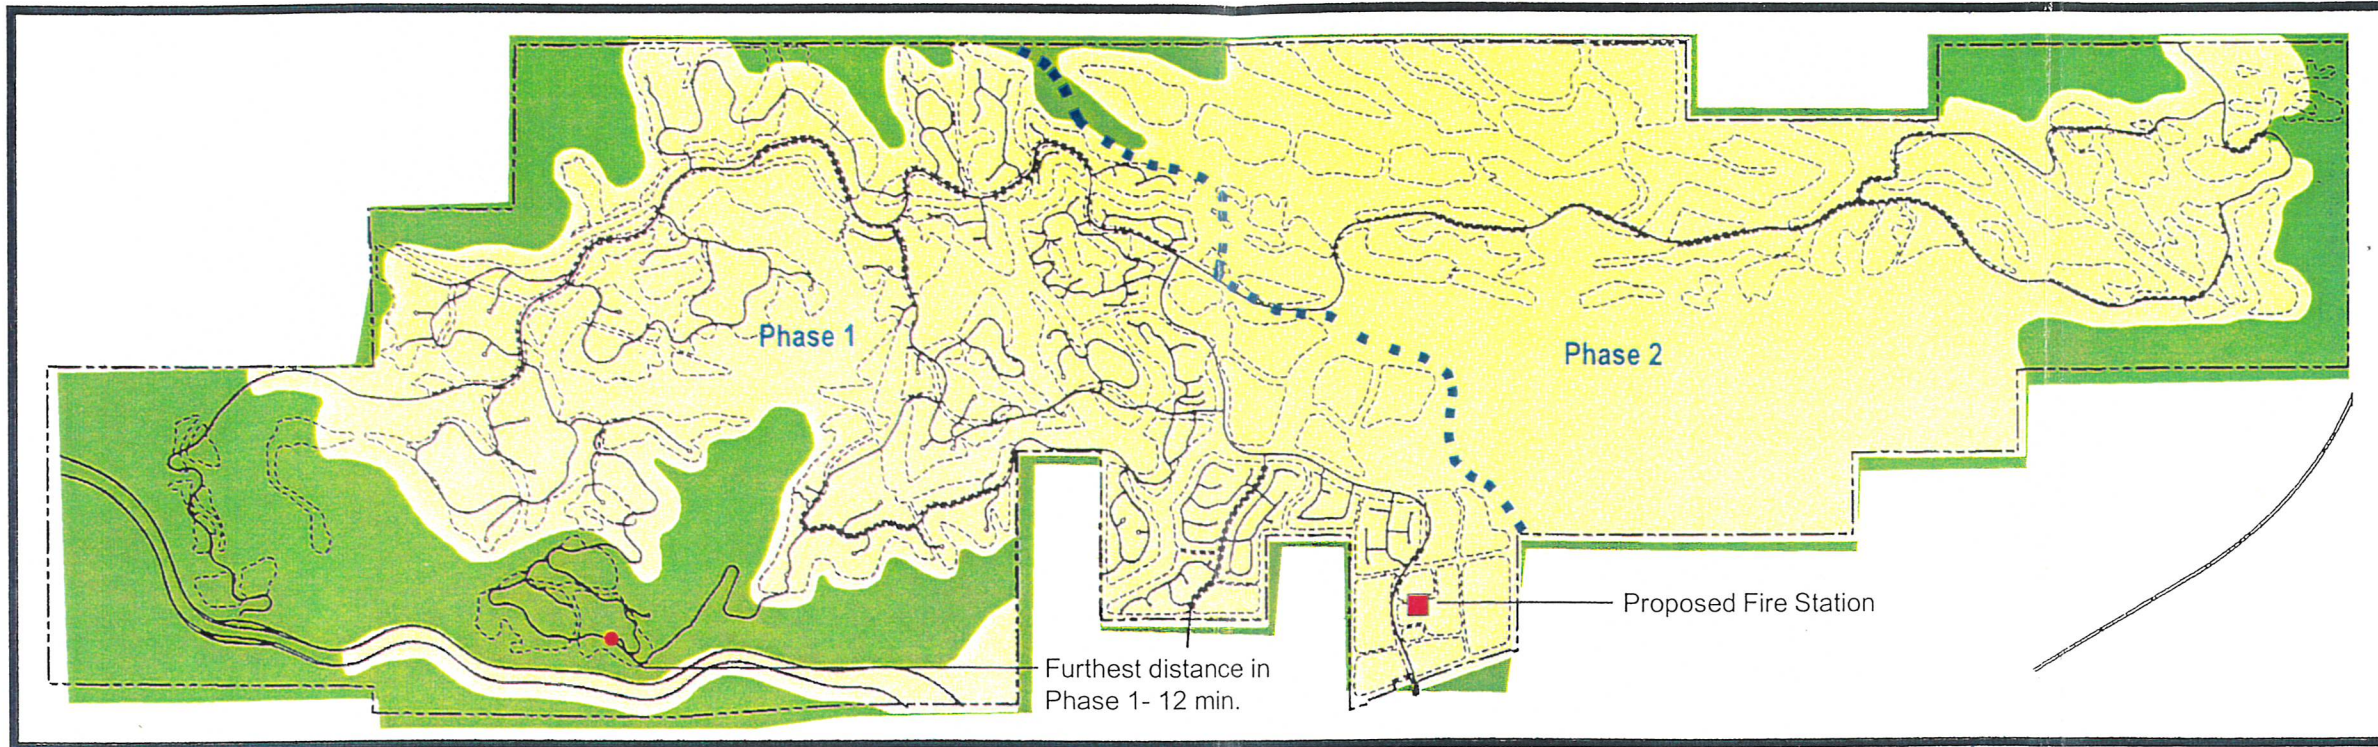 Phase 1
Phase 2
Proposed Fire Station
Furthest distance in
Phase 1- 12 min.